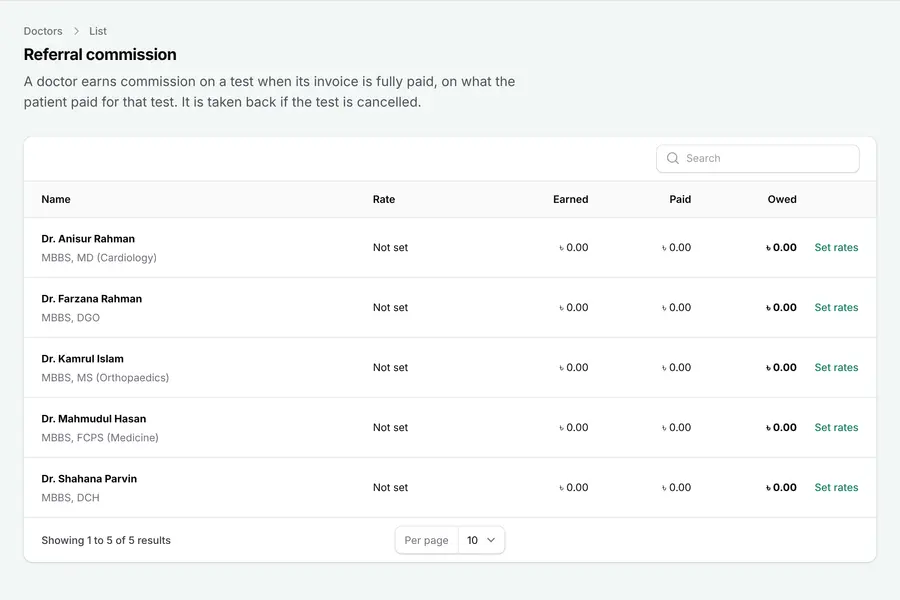 Doctors > List
Referral commission
A doctor earns commission on a test when its invoice is fully paid, on what the
patient paid for that test. It is taken back if the test is cancelled.
Search
Name Rate Earned Paid Owed
Dr. Anisur Rahman
MBBS, MD (Cardiology)
Not set ৳ 0.00 ৳ 0.00 ৳ 0.00 Set rates
Dr. Farzana Rahman
MBBS, DGO
Not set ৳ 0.00 ৳ 0.00 ৳ 0.00 Set rates
Dr. Kamrul Islam
MBBS, MS (Orthopaedics)
Not set ৳ 0.00 ৳ 0.00 ৳ 0.00 Set rates
Dr. Mahmudul Hasan
MBBS, FCPS (Medicine)
Not set ৳ 0.00 ৳ 0.00 ৳ 0.00 Set rates
Dr. Shahana Parvin
MBBS, DCH
Not set ৳ 0.00 ৳ 0.00 ৳ 0.00 Set rates
Showing 1 to 5 of 5 results Per page 10